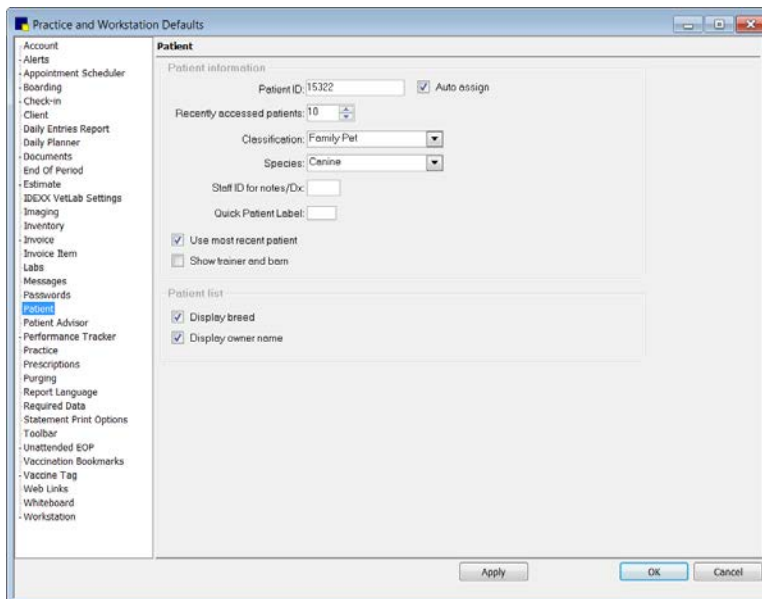 Practice and Workstation Defaults
Account
Alerts
Appointment Scheduler
Boarding
Check-in
Client
Daily Entries Report
Daily Planner
Documents
End Of Period
Estimate
IDEXX VetLab Settings
Imaging
Inventory
Invoice
Invoice Item
Labs
Messages
Passwords
Patient
Patient Advisor
Performance Tracker
Practice
Prescriptions
Purging
Report Language
Required Data
Statement Print Options
Toolbar
Unattended EOP
Vaccination Bookmarks
Vaccine Tag
Web Links
Whiteboard
Workstation
Patient
Patient information
Patient ID: 15322 Auto assign
Recently accessed patients: 10
Classification: Family Pet
Species: Canine
Staff ID for notes/Dx:
Quick Patient Label:
Use most recent patient
Show trainer and barn
Patient list
Display breed
Display owner name
Apply OK Cancel